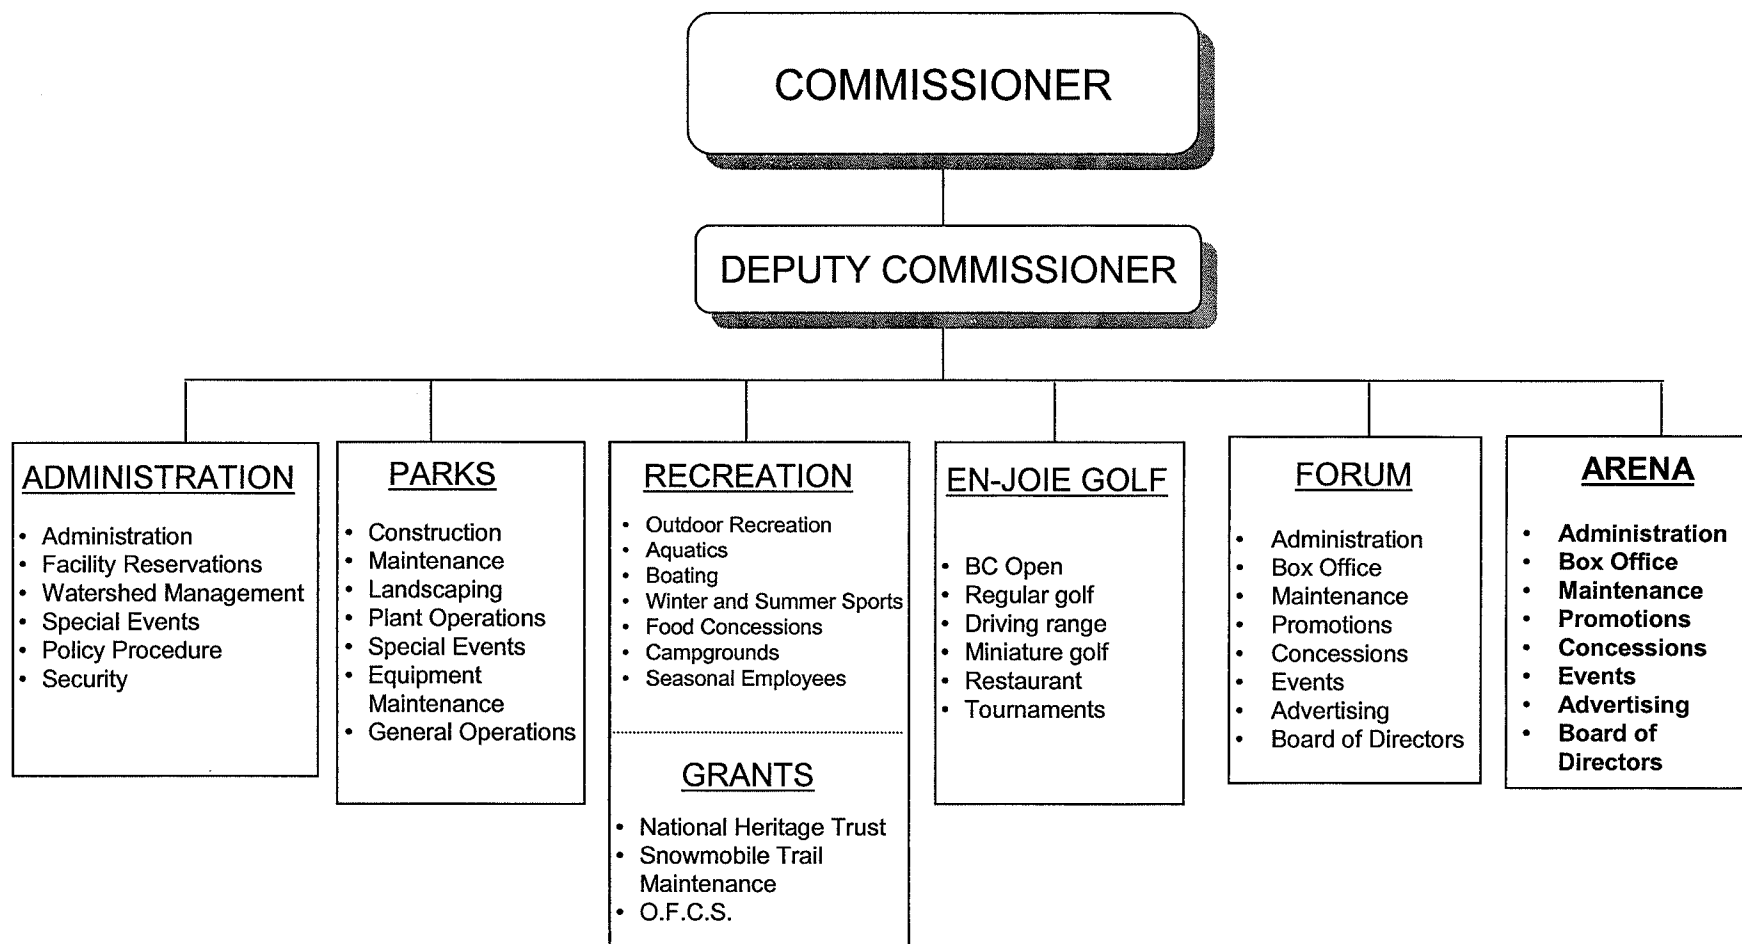 COMMISSIONER
DEPUTY COMMISSIONER
ADMINISTRATION
• Administration
• Facility Reservations
• Watershed Management
• Special Events
• Policy Procedure
• Security
PARKS
• Construction
• Maintenance
• Landscaping
• Plant Operations
• Special Events
• Equipment
Maintenance
• General Operations
RECREATION
• Outdoor Recreation
• Aquatics
• Boating
• Winter and Summer Sports
• Food Concessions
• Campgrounds
• Seasonal Employees
GRANTS
• National Heritage Trust
• Snowmobile Trail
Maintenance
• O.F.C.S.
EN-JOIE GOLF
• BC Open
• Regular golf
• Driving range
• Miniature golf
• Restaurant
• Tournaments
FORUM
• Administration
• Box Office
• Maintenance
• Promotions
• Concessions
• Events
• Advertising
• Board of Directors
ARENA
• Administration
• Box Office
• Maintenance
• Promotions
• Concessions
• Events
• Advertising
• Board of
Directors